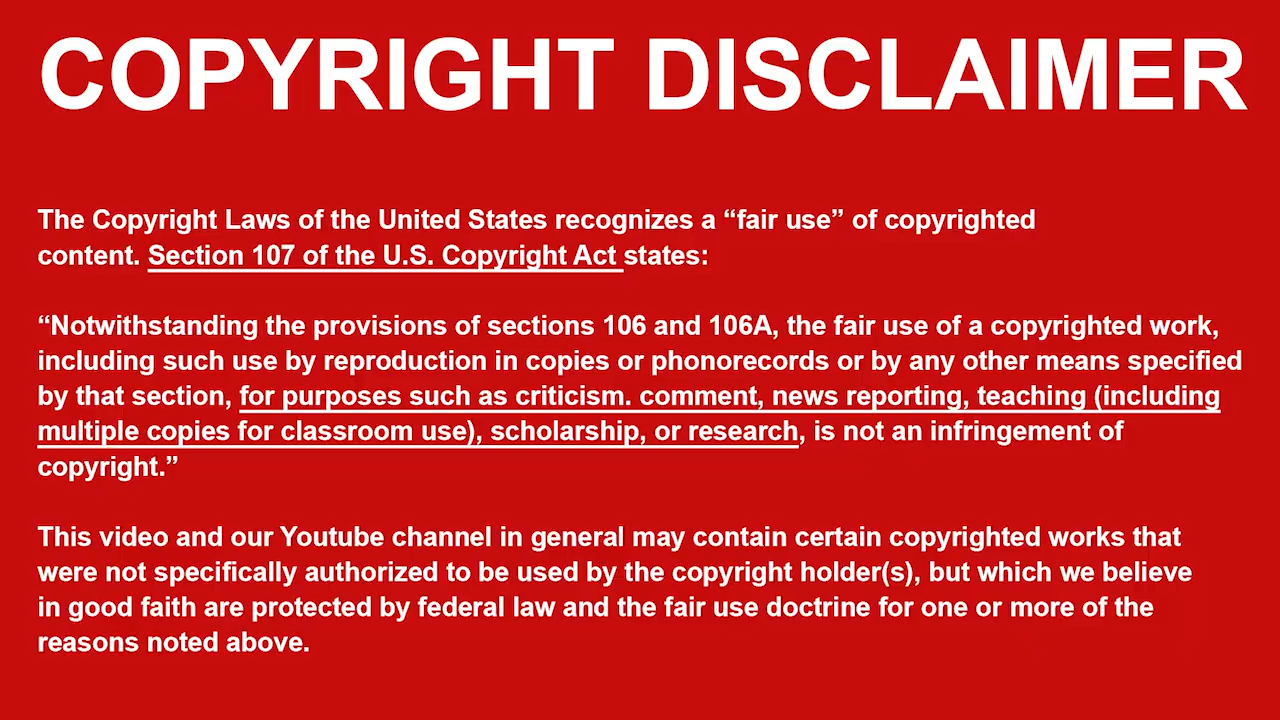 COPYRIGHT DISCLAIMER
The Copyright Laws of the United States recognizes a “fair use” of copyrighted
content. Section 107 of the U.S. Copyright Act states:
“Notwithstanding the provisions of sections 106 and 106A, the fair use of a copyrighted work,
including such use by reproduction in copies or phonorecords or by any other means specified
by that section, for purposes such as criticism. comment, news reporting, teaching (including
multiple copies for classroom use), scholarship, or research, is not an infringement of
copyright.”
This video and our Youtube channel in general may contain certain copyrighted works that
were not specifically authorized to be used by the copyright holder(s), but which we believe
in good faith are protected by federal law and the fair use doctrine for one or more of the
reasons noted above.